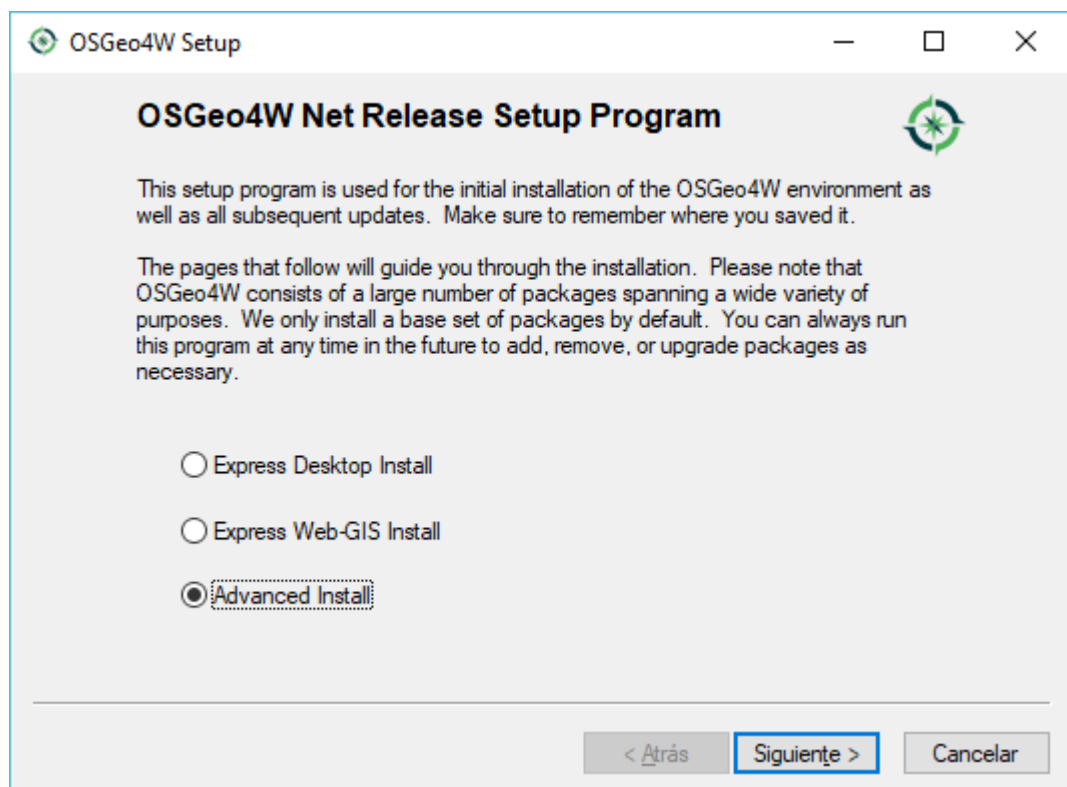 OSGeo4W Setup
OSGeo4W Net Release Setup Program
This setup program is used for the initial installation of the OSGeo4W environment as
well as all subsequent updates.  Make sure to remember where you saved it.
The pages that follow will guide you through the installation.  Please note that
OSGeo4W consists of a large number of packages spanning a wide variety of
purposes.  We only install a base set of packages by default.  You can always run
this program at any time in the future to add, remove, or upgrade packages as
necessary.
Express Desktop Install
Express Web-GIS Install
Advanced Install
< Atrás
Siguiente >
Cancelar